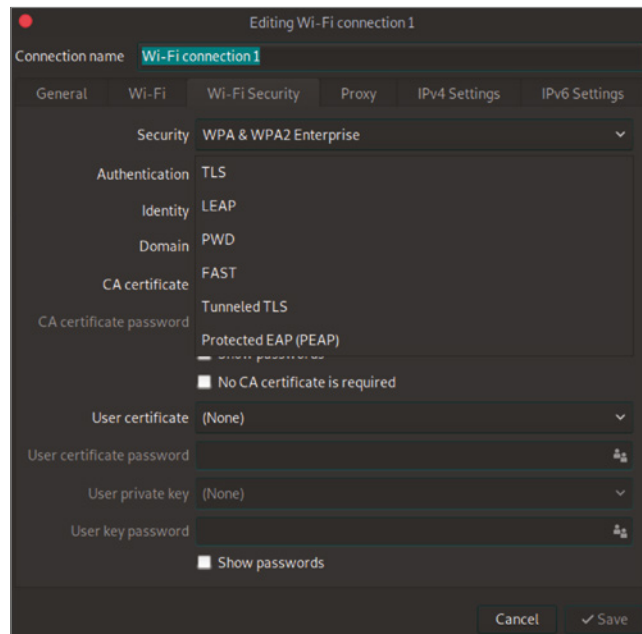 Editing Wi-Fi connection 1
Connection name Wi-Fi connection 1
General Wi-Fi Wi-Fi Security Proxy IPv4 Settings IPv6 Settings
Security WPA & WPA2 Enterprise
Authentication TLS
Identity LEAP
Domain PWD
CA certificate FAST
CA certificate password Tunneled TLS
Protected EAP (PEAP)
Show passwords
No CA certificate is required
User certificate (None)
User certificate password
User private key (None)
User key password
Show passwords
Cancel Save